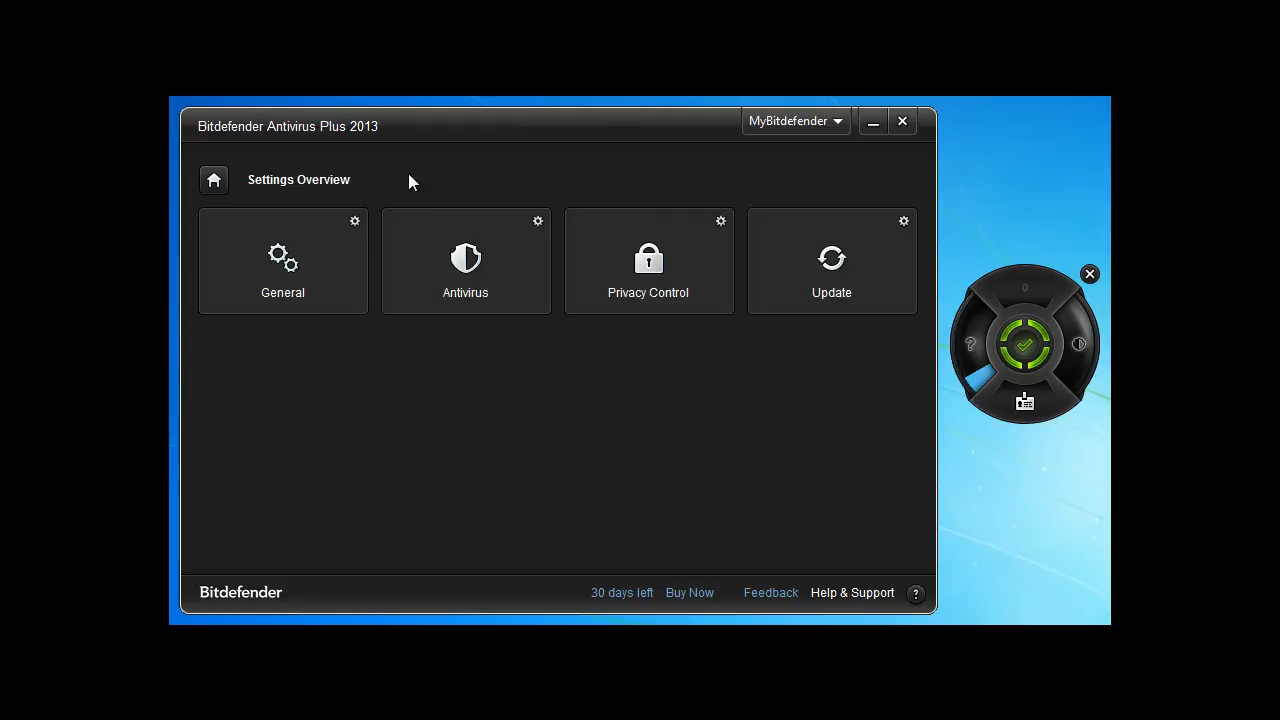 Bitdefender Antivirus Plus 2013
MyBitdefender
Settings Overview
General
Antivirus
Privacy Control
Update
0
?
Bitdefender
30 days left
Buy Now
Feedback
Help & Support
?